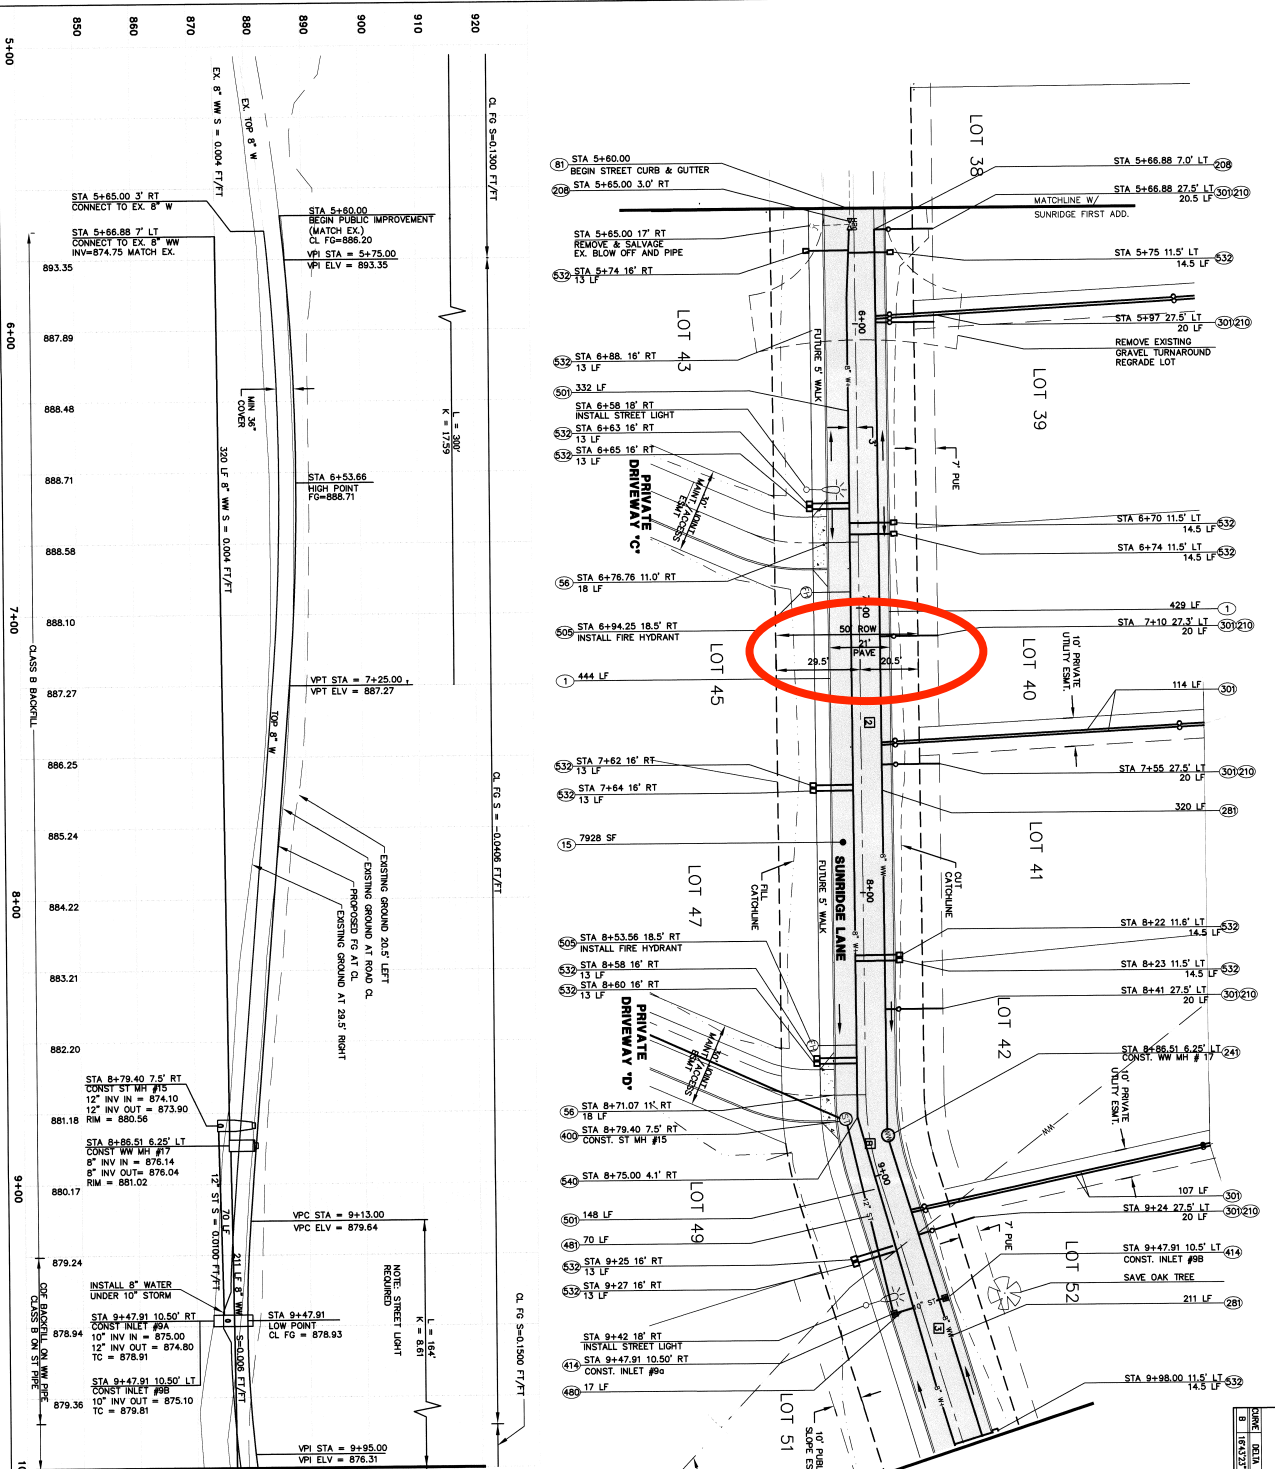 850
860
870
880
890
900
910
920
5+00
6+00
7+00
8+00
9+00
EX. 8" WW S = 0.004 FT/FT
EX. TOP 8" W
CL FG S=0.1300 FT/FT
STA 5+65.00 3' RT
CONNECT TO EX. 8" W
STA 5+66.88 7' LT
CONNECT TO EX. 8" WW
INV=874.75 MATCH EX.
STA 5+60.00
BEGIN PUBLIC IMPROVEMENT
(MATCH EX.)
CL FG=886.20
VPI STA = 5+75.00
VPI ELV = 893.35
893.35
887.89
888.48
888.71
888.58
888.10
887.27
886.25
885.24
884.22
883.21
882.20
881.18
880.17
879.24
878.94
879.36
MIN 36"
COVER
L = 300'
K = 17.59
320 LF 8" WW S = 0.004 FT/FT
STA 6+53.66
HIGH POINT
FG=888.71
CLASS B BACKFILL
VPT STA = 7+25.00
VPT ELV = 887.27
TOP 8" W
CL FG S = -0.0406 FT/FT
EXISTING GROUND 20.5' LEFT
EXISTING GROUND AT ROAD CL
PROPOSED FG AT CL
EXISTING GROUND AT 29.5' RIGHT
STA 8+79.40 7.5' RT
CONST ST MH #15
12" INV IN = 874.10
12" INV OUT = 873.90
RIM = 880.56
STA 8+86.51 6.25' LT
CONST WW MH #17
8" INV IN = 876.14
8" INV OUT= 876.04
RIM = 881.02
12" ST S = 0.0100 FT/FT
70 LF
211 LF 8" WW S=0.006 FT/FT
VPC STA = 9+13.00
VPC ELV = 879.64
INSTALL 8" WATER
UNDER 10" STORM
STA 9+47.91 10.50' RT
CONST INLET #9A
10" INV IN = 875.00
12" INV OUT = 874.80
TC = 878.91
STA 9+47.91 10.50' LT
CONST INLET #9B
10" INV OUT = 875.10
TC = 879.81
STA 9+47.91
LOW POINT
CL FG = 878.93
NOTE: STREET LIGHT
REQUIRED
L = 164'
K = 8.61
CL FG S=0.1500 FT/FT
CDF BACKFILL ON WW PIPE
CLASS B ON ST PIPE
VPI STA = 9+95.00
VPI ELV = 876.31
81 STA 5+60.00
BEGIN STREET CURB & GUTTER
208 STA 5+65.00 3.0' RT
STA 5+65.00 17' RT
REMOVE & SALVAGE
EX. BLOW OFF AND PIPE
532 STA 5+74 16' RT
13 LF
532 STA 6+88. 16' RT
13 LF
501 332 LF
STA 6+58 18' RT
INSTALL STREET LIGHT
532 STA 6+63 16' RT
13 LF
532 STA 6+65 16' RT
13 LF
PRIVATE
DRIVEWAY "C"
30' JOINT
MAINT./ACCESS
ESMT
56 STA 6+76.76 11.0' RT
18 LF
505 STA 6+94.25 18.5' RT
INSTALL FIRE HYDRANT
1 444 LF
532 STA 7+62 16' RT
13 LF
532 STA 7+64 16' RT
13 LF
15 7928 SF
505 STA 8+53.56 18.5' RT
INSTALL FIRE HYDRANT
532 STA 8+58 16' RT
13 LF
532 STA 8+60 16' RT
13 LF
PRIVATE
DRIVEWAY "D"
30' JOINT
MAINT/ACCESS
ESMT
56 STA 8+71.07 11' RT
18 LF
400 STA 8+79.40 7.5' RT
CONST. ST MH #15
540 STA 8+75.00 4.1' RT
501 148 LF
481 70 LF
532 STA 9+25 16' RT
13 LF
532 STA 9+27 16' RT
13 LF
STA 9+42 18' RT
INSTALL STREET LIGHT
414 STA 9+47.91 10.50' RT
CONST. INLET #9a
480 17 LF
LOT 38
LOT 43
LOT 39
LOT 45
LOT 40
LOT 41
LOT 47
LOT 42
LOT 49
LOT 52
LOT 51
FUTURE 5' WALK
8" W
3'
7' PUE
6+00
7+00
50' ROW
21'
PAVE
29.5'
20.5'
2
SUNRIDGE LANE
8+00
8" WW
FUTURE 5' WALK
FILL
CATCHLINE
CUT
CATCHLINE
8" W
9+00
12" ST
7' PUE
3
8" WW
8" W
WW
10' PUBL
SLOPE ES
STA 5+66.88 7.0' LT 208
STA 5+66.88 27.5' LT 301 210
20.5 LF
MATCHLINE W/
SUNRIDGE FIRST ADD.
STA 5+75 11.5' LT 532
14.5 LF
STA 5+97 27.5' LT 301 210
20 LF
REMOVE EXISTING
GRAVEL TURNAROUND
REGRADE LOT
STA 6+70 11.5' LT 532
14.5 LF
STA 6+74 11.5' LT 532
14.5 LF
429 LF 1
STA 7+10 27.3' LT 301 210
20 LF
10' PRIVATE
UTILITY ESMT.
114 LF 301
STA 7+55 27.5' LT 301 210
20 LF
320 LF 281
STA 8+22 11.6' LT 532
14.5 LF
STA 8+23 11.5' LT 532
14.5 LF
STA 8+41 27.5' LT 301 210
20 LF
STA 8+86.51 6.25' LT 241
CONST. WW MH # 17
10' PRIVATE
UTILITY ESMT.
107 LF 301
STA 9+24 27.5' LT 301 210
20 LF
STA 9+47.91 10.5' LT 414
CONST. INLET #9B
SAVE OAK TREE
211 LF 281
STA 9+98.00 11.5' LT 532
14.5 LF
CURVE DELTA
B 16°43'23"